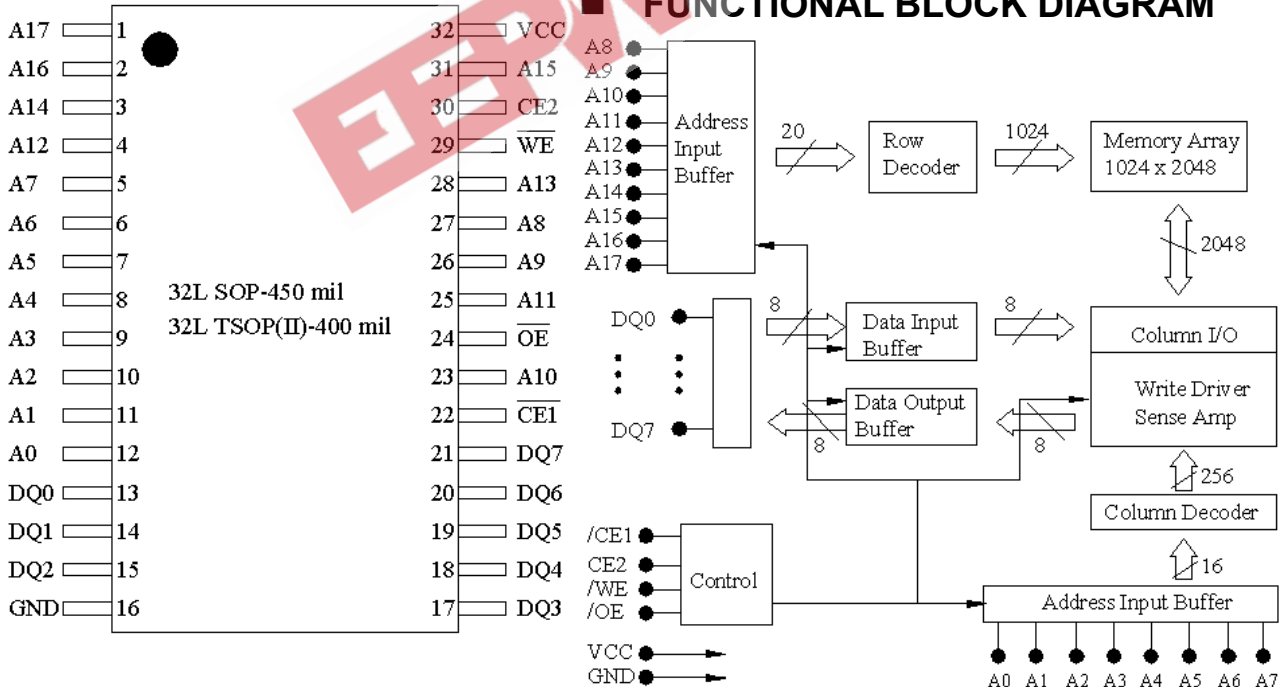 FUNCTIONAL BLOCK DIAGRAM
A17 1
A16 2
A14 3
A12 4
A7 5
A6 6
A5 7
A4 8
A3 9
A2 10
A1 11
A0 12
DQ0 13
DQ1 14
DQ2 15
GND 16
32L SOP-450 mil
32L TSOP(II)-400 mil
32 VCC
31 A15
30 CE2
29 W̅E̅
28 A13
27 A8
26 A9
25 A11
24 O̅E̅
23 A10
22 C̅E̅1̅
21 DQ7
20 DQ6
19 DQ5
18 DQ4
17 DQ3
EEPW
A8
A9
A10
A11
A12
A13
A14
A15
A16
A17
Address
Input
Buffer
20
Row
Decoder
1024
Memory Array
1024 x 2048
2048
DQ0
DQ7
8
Data Input
Buffer
8
Data Output
Buffer
8
8
Column I/O
Write Driver
Sense Amp
256
Column Decoder
16
Address Input Buffer
A0 A1 A2 A3 A4 A5 A6 A7
/CE1
CE2
/WE
/OE
Control
VCC
GND